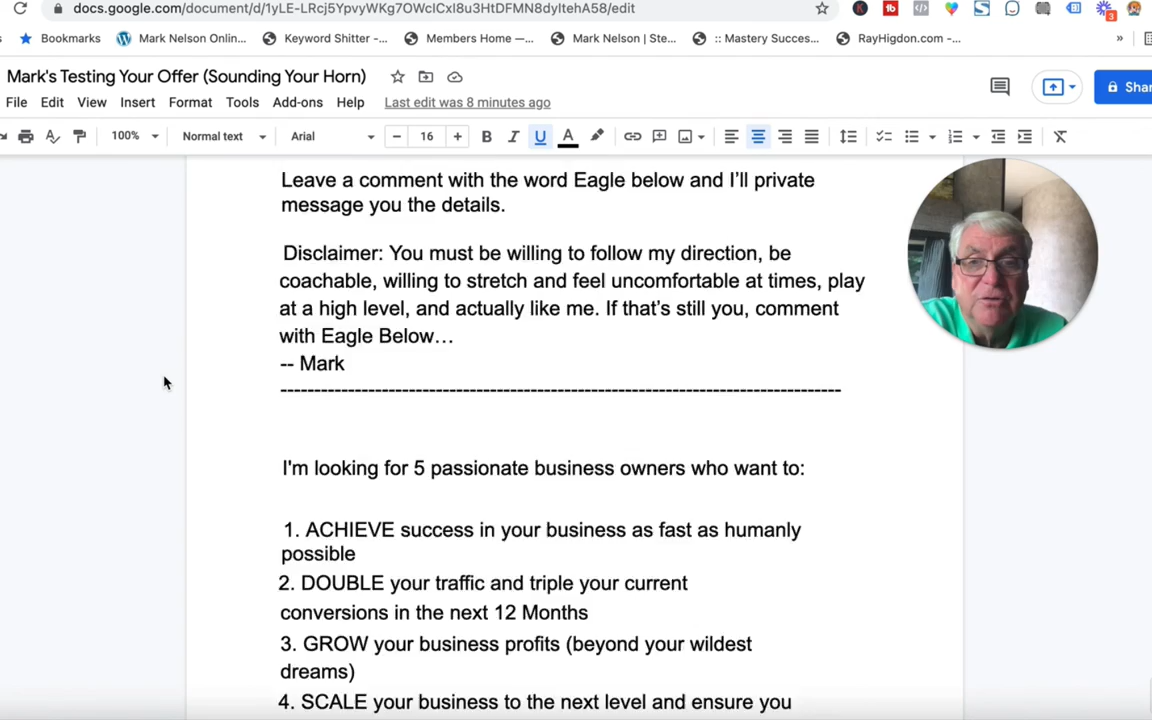 docs.google.com/document/d/1yLE-LRcj5YpvyWKg7OWclCxl8u3HtDFMN8dyltehA58/edit
3
Bookmarks Mark Nelson Onlin... Keyword Shitter -... Members Home —... Mark Nelson | Ste... :: Mastery Succes... RayHigdon.com -... »
Mark's Testing Your Offer (Sounding Your Horn)
File Edit View Insert Format Tools Add-ons Help Last edit was 8 minutes ago
Shar
100% Normal text Arial − 16 + B I U A
Leave a comment with the word Eagle below and I’ll private
message you the details.
Disclaimer: You must be willing to follow my direction, be
coachable, willing to stretch and feel uncomfortable at times, play
at a high level, and actually like me. If that’s still you, comment
with Eagle Below…
-- Mark
--------------------------------------------------------------------------------
I'm looking for 5 passionate business owners who want to:
1. ACHIEVE success in your business as fast as humanly
possible
2. DOUBLE your traffic and triple your current
conversions in the next 12 Months
3. GROW your business profits (beyond your wildest
dreams)
4. SCALE your business to the next level and ensure you